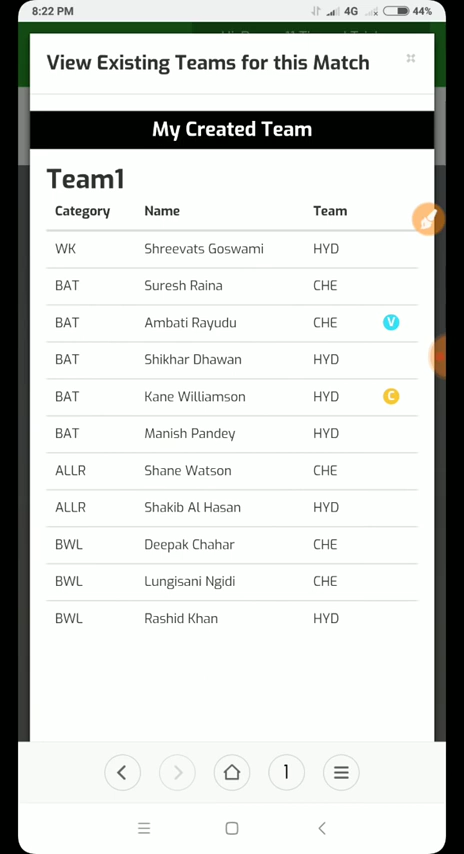 8:22 PM 4G 44%
View Existing Teams for this Match
My Created Team
Team1
Category Name Team
WK Shreevats Goswami HYD
BAT Suresh Raina CHE
BAT Ambati Rayudu CHE V
BAT Shikhar Dhawan HYD
BAT Kane Williamson HYD C
BAT Manish Pandey HYD
ALLR Shane Watson CHE
ALLR Shakib Al Hasan HYD
BWL Deepak Chahar CHE
BWL Lungisani Ngidi CHE
BWL Rashid Khan HYD
1